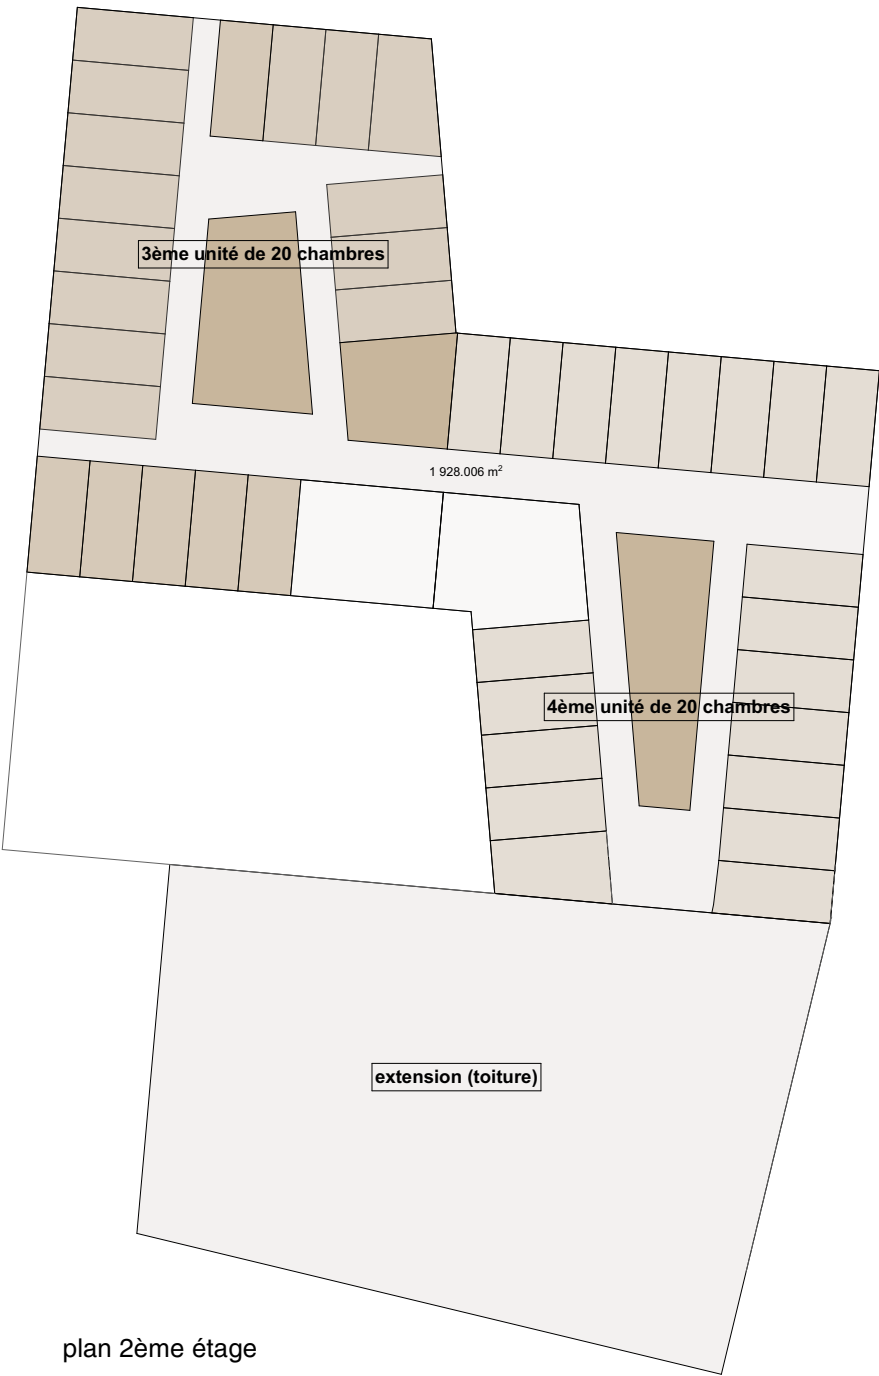 3ème unité de 20 chambres
1 928.006 m²
4ème unité de 20 chambres
extension (toiture)
plan 2ème étage